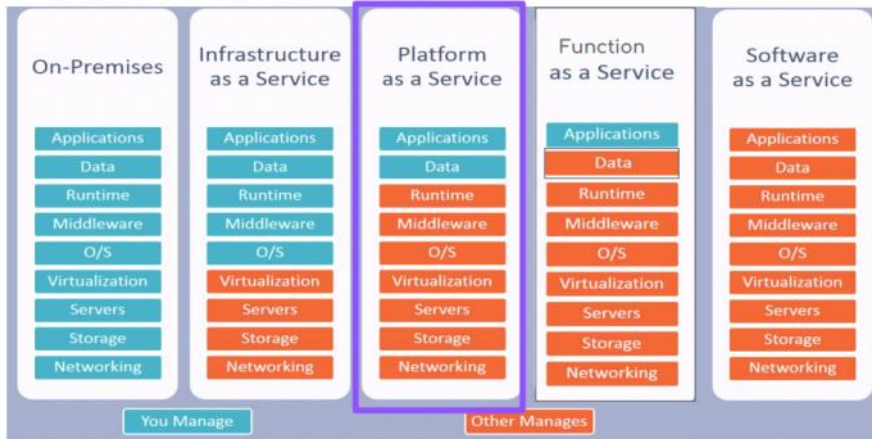 On-Premises
Applications
Data
Runtime
Middleware
O/S
Virtualization
Servers
Storage
Networking
Infrastructure
as a Service
Applications
Data
Runtime
Middleware
O/S
Virtualization
Servers
Storage
Networking
Platform
as a Service
Applications
Data
Runtime
Middleware
O/S
Virtualization
Servers
Storage
Networking
Function
as a Service
Applications
Data
Runtime
Middleware
O/S
Virtualization
Servers
Storage
Networking
Software
as a Service
Applications
Data
Runtime
Middleware
O/S
Virtualization
Servers
Storage
Networking
You Manage
Other Manages